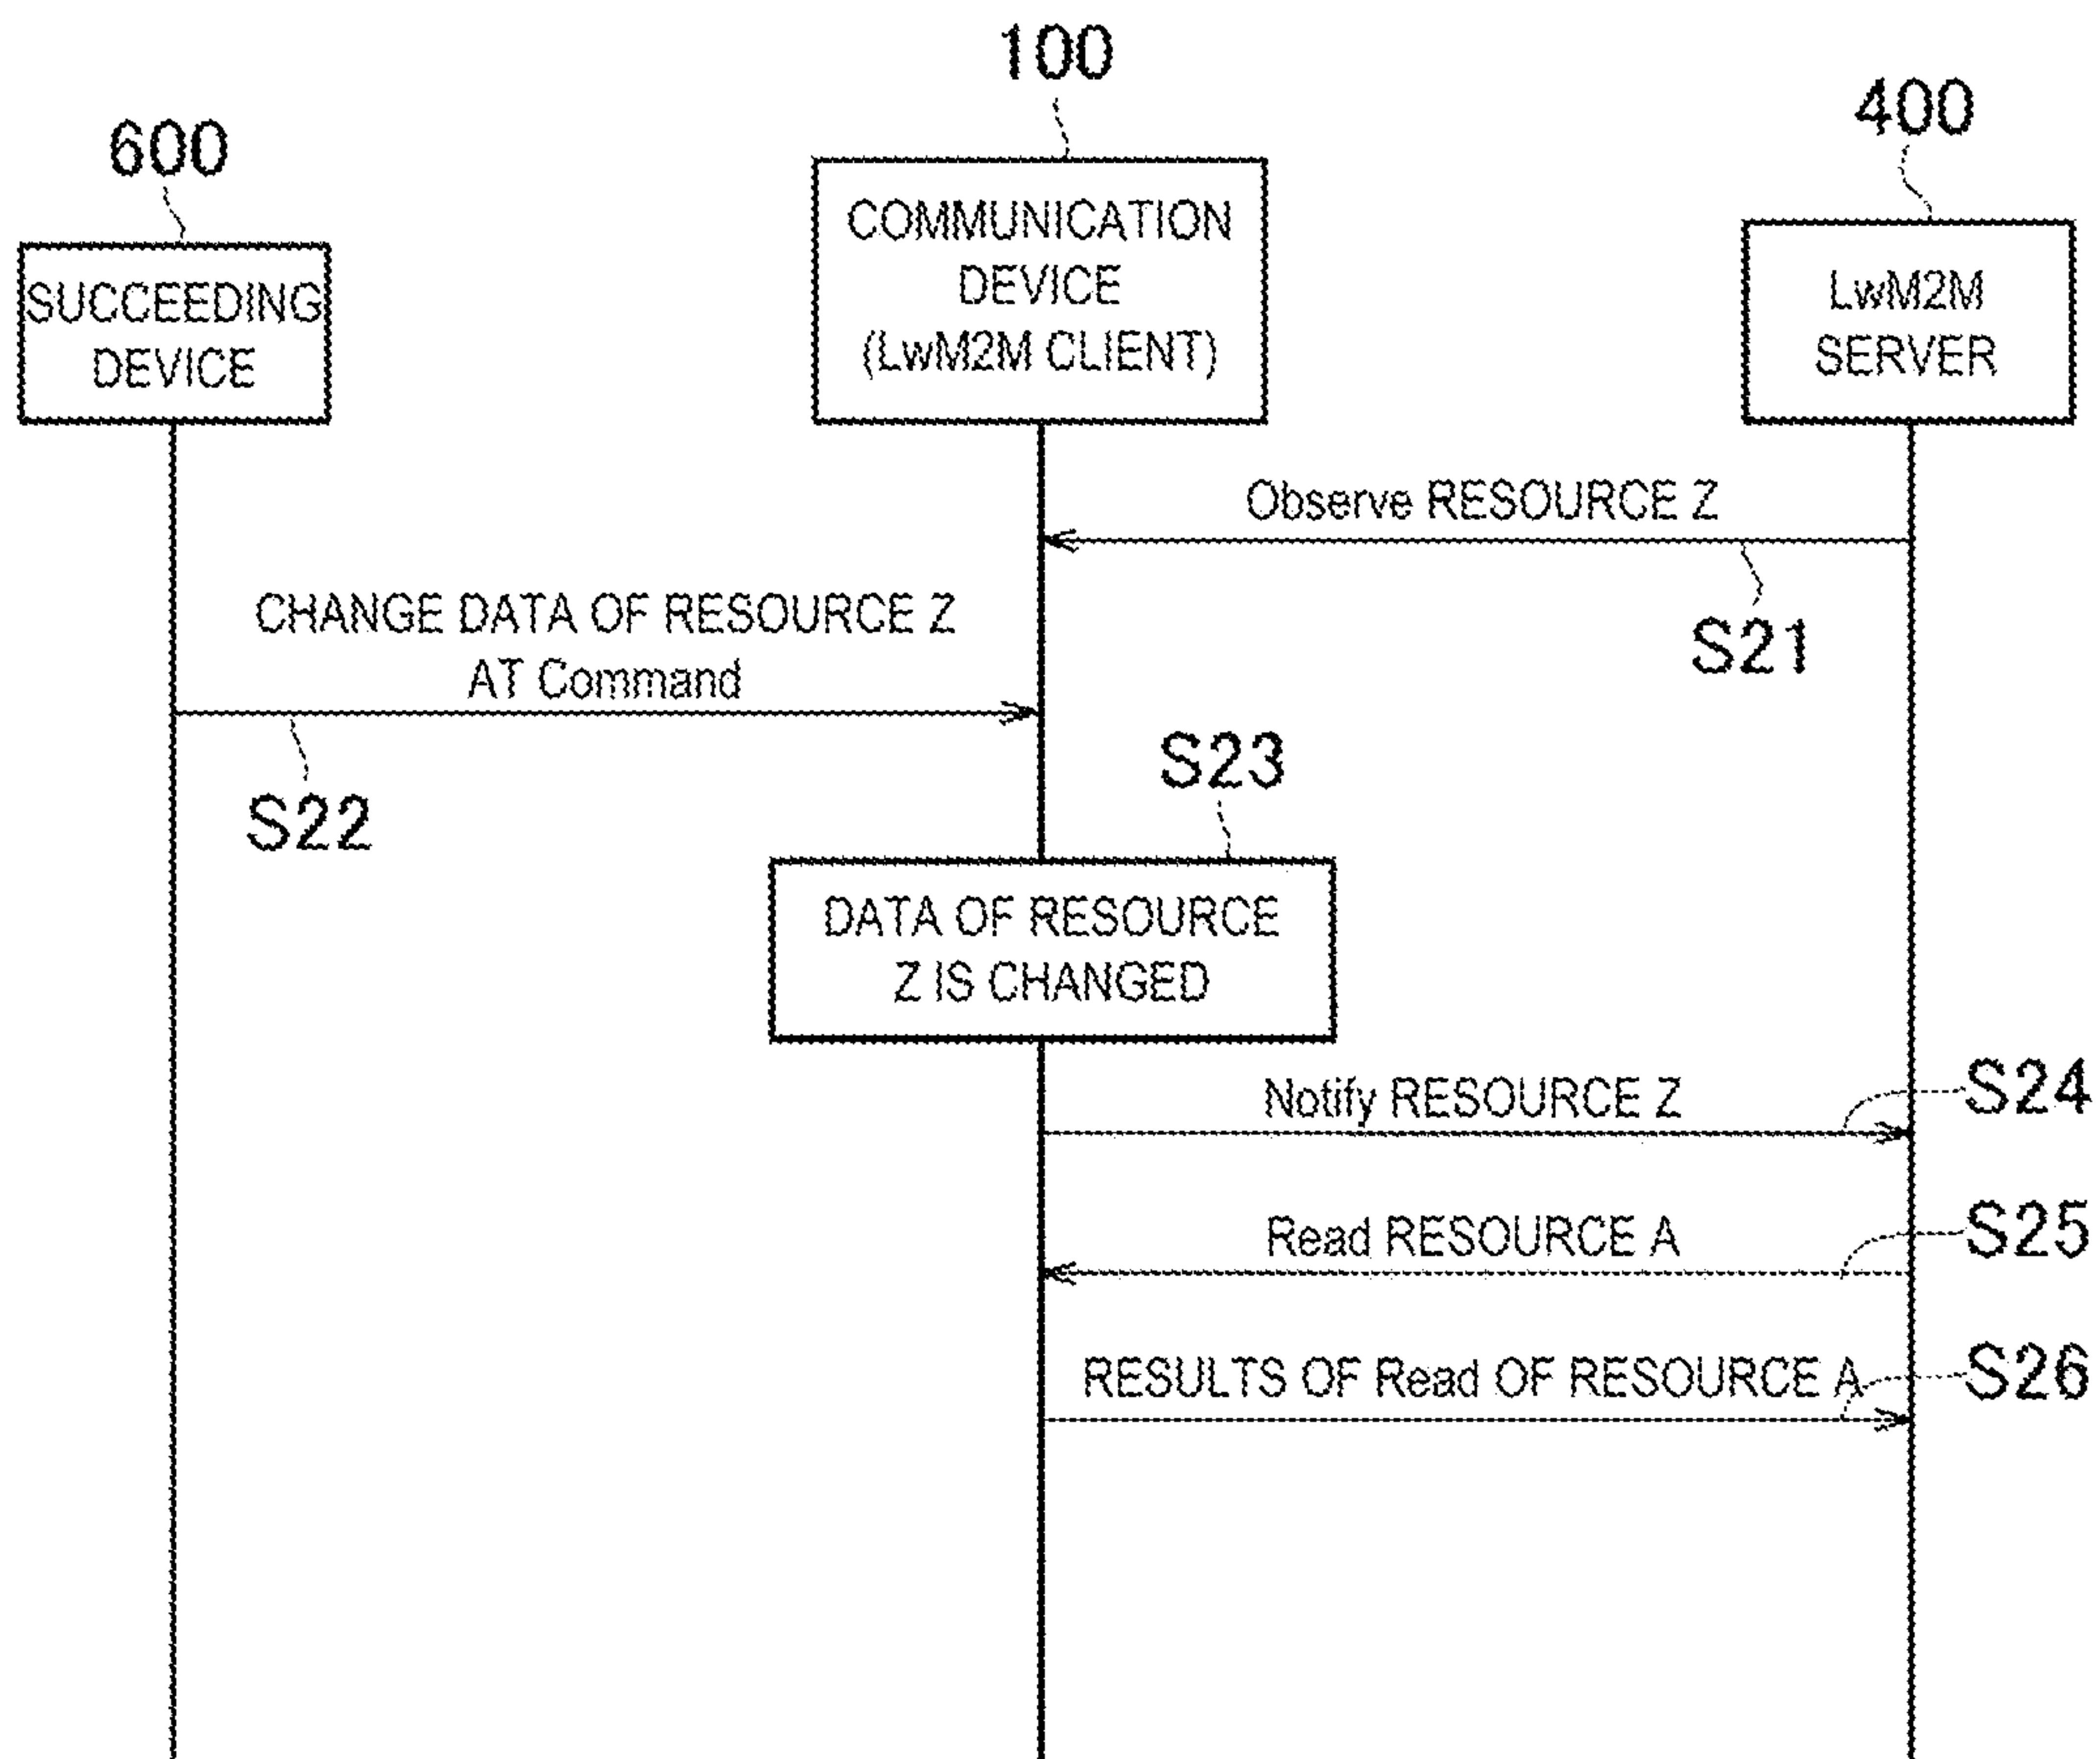 100
400
600
COMMUNICATION
DEVICE
(LwM2M CLIENT)
LwM2M
SERVER
SUCCEEDING
DEVICE
Observe RESOURCE Z
S21
CHANGE DATA OF RESOURCE Z
AT Command
S22
S23
DATA OF RESOURCE
Z IS CHANGED
Notify RESOURCE Z
S24
Read RESOURCE A
S25
RESULTS OF Read OF RESOURCE A
S26